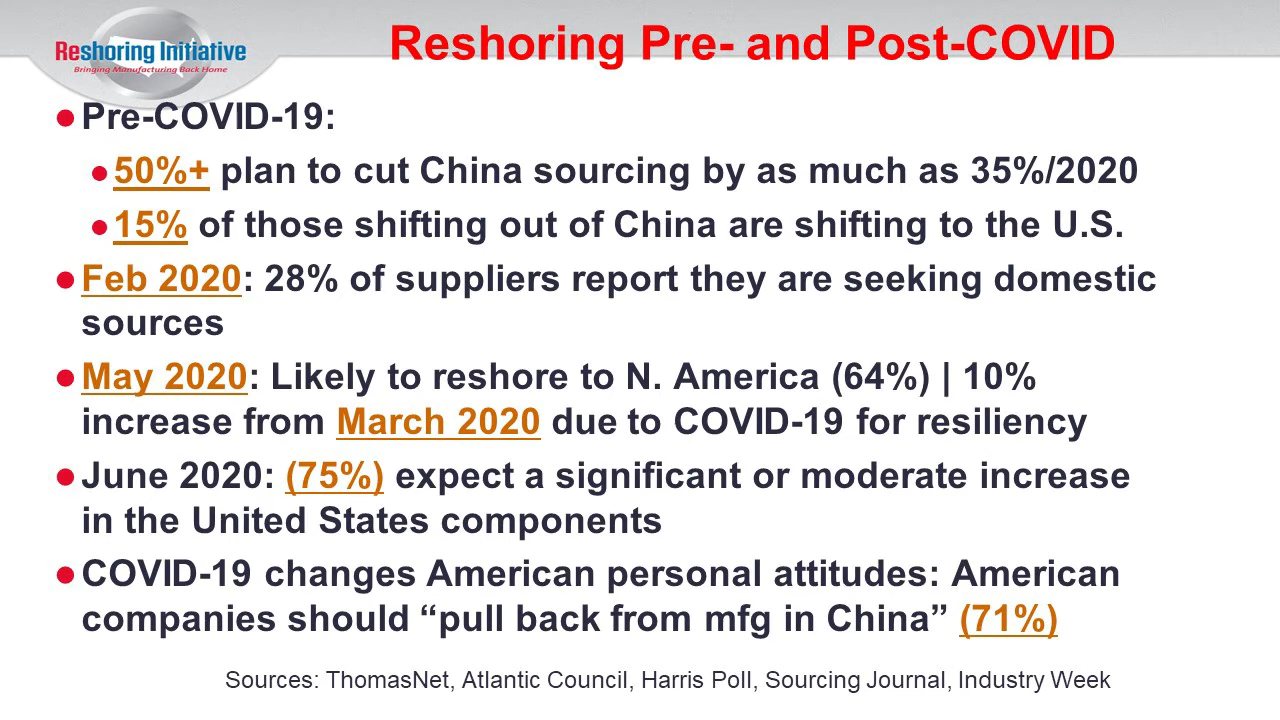 Reshoring Initiative
Bringing Manufacturing Back Home
Reshoring Pre- and Post-COVID
●Pre-COVID-19:
●50%+ plan to cut China sourcing by as much as 35%/2020
●15% of those shifting out of China are shifting to the U.S.
●Feb 2020: 28% of suppliers report they are seeking domestic
sources
●May 2020: Likely to reshore to N. America (64%) | 10%
increase from March 2020 due to COVID-19 for resiliency
●June 2020: (75%) expect a significant or moderate increase
in the United States components
●COVID-19 changes American personal attitudes: American
companies should “pull back from mfg in China” (71%)
Sources: ThomasNet, Atlantic Council, Harris Poll, Sourcing Journal, Industry Week